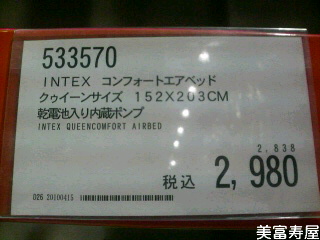 533570
INTEX コンフォートエアベッド
クゥイーンサイズ 152X203CM
乾電池入り内蔵ポンプ
INTEX QUEENCOMFORT AIRBED
2,838
税込 2,980
026 20100415
美富寿屋